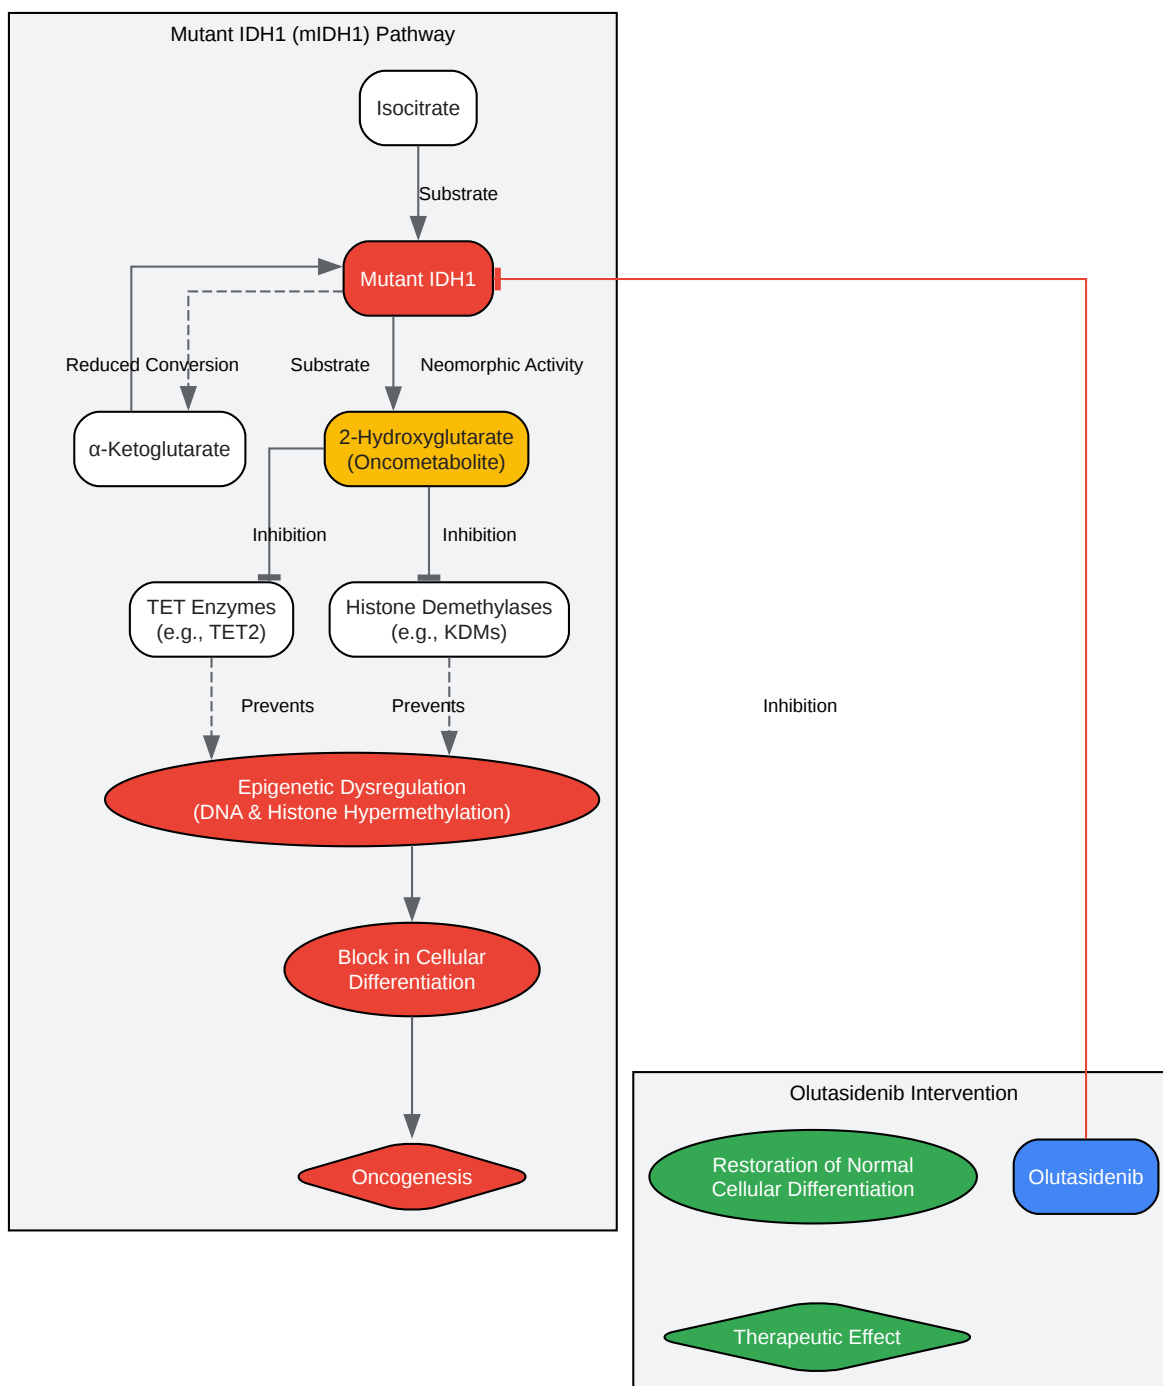 Mutant IDH1 (mIDH1) Pathway
Isocitrate
Substrate
Mutant IDH1
Reduced Conversion
Substrate
Neomorphic Activity
α-Ketoglutarate
2-Hydroxyglutarate
(Oncometabolite)
Inhibition
Inhibition
TET Enzymes
(e.g., TET2)
Histone Demethylases
(e.g., KDMs)
Prevents
Prevents
Inhibition
Epigenetic Dysregulation
(DNA & Histone Hypermethylation)
Block in Cellular
Differentiation
Oncogenesis
Olutasidenib Intervention
Restoration of Normal
Cellular Differentiation
Olutasidenib
Therapeutic Effect